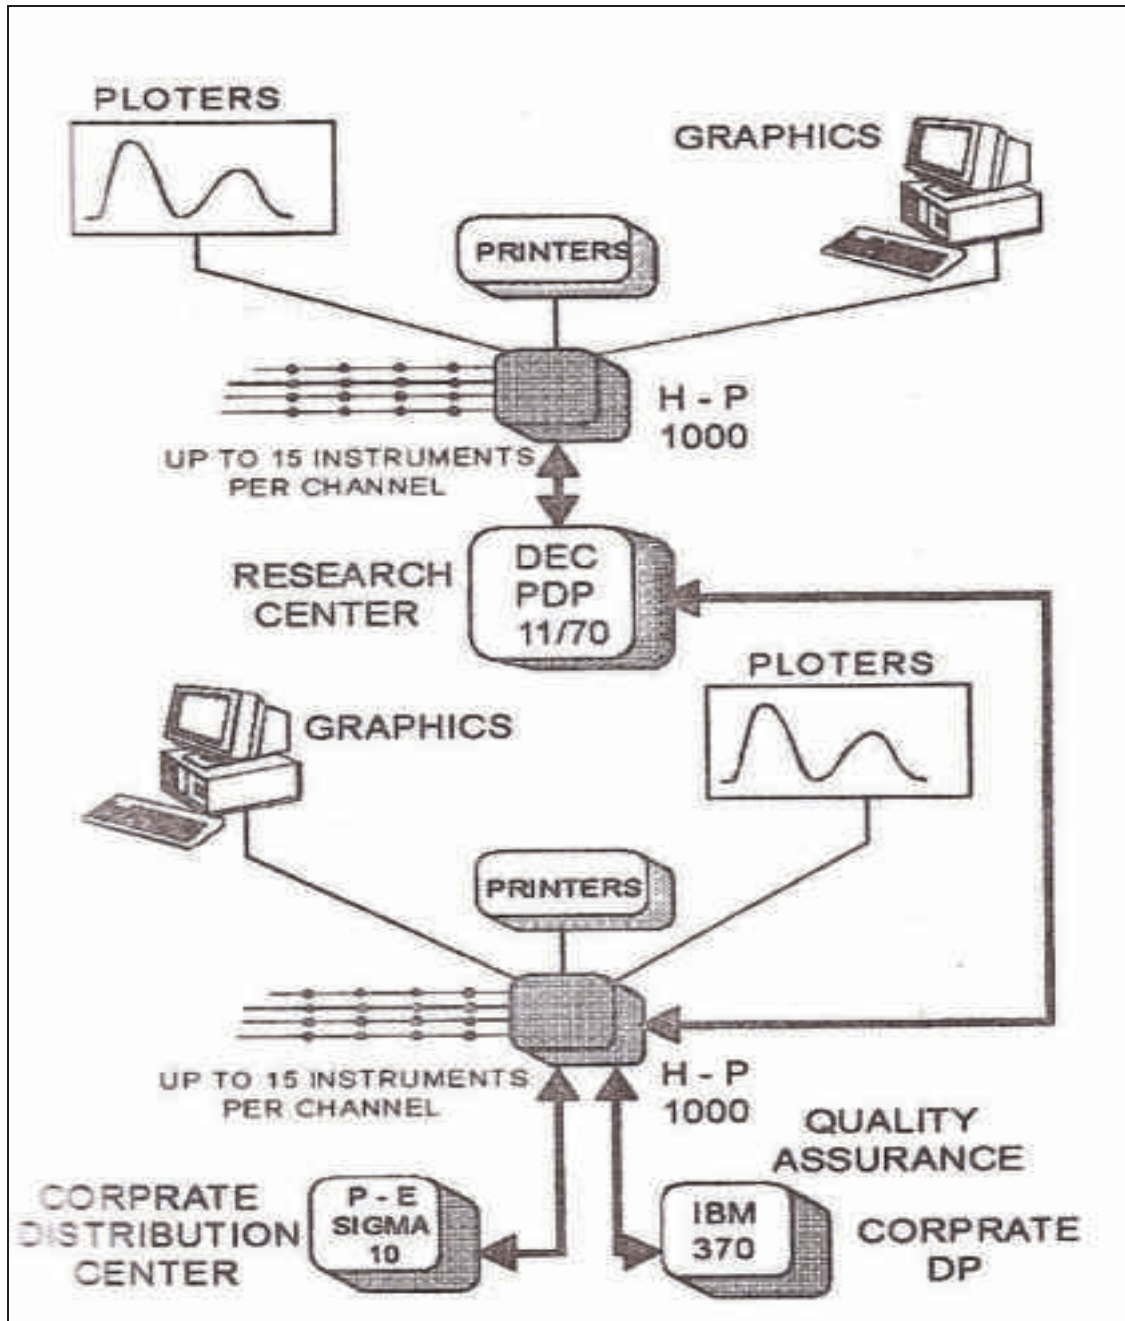 PLOTERS
GRAPHICS
PRINTERS
H - P
1000
UP TO 15 INSTRUMENTS
PER CHANNEL
RESEARCH
CENTER
DEC
PDP
11/70
PLOTERS
GRAPHICS
PRINTERS
UP TO 15 INSTRUMENTS
PER CHANNEL
H - P
1000
QUALITY
ASSURANCE
CORPRATE
DISTRIBUTION
CENTER
P - E
SIGMA
10
IBM
370
CORPRATE
DP